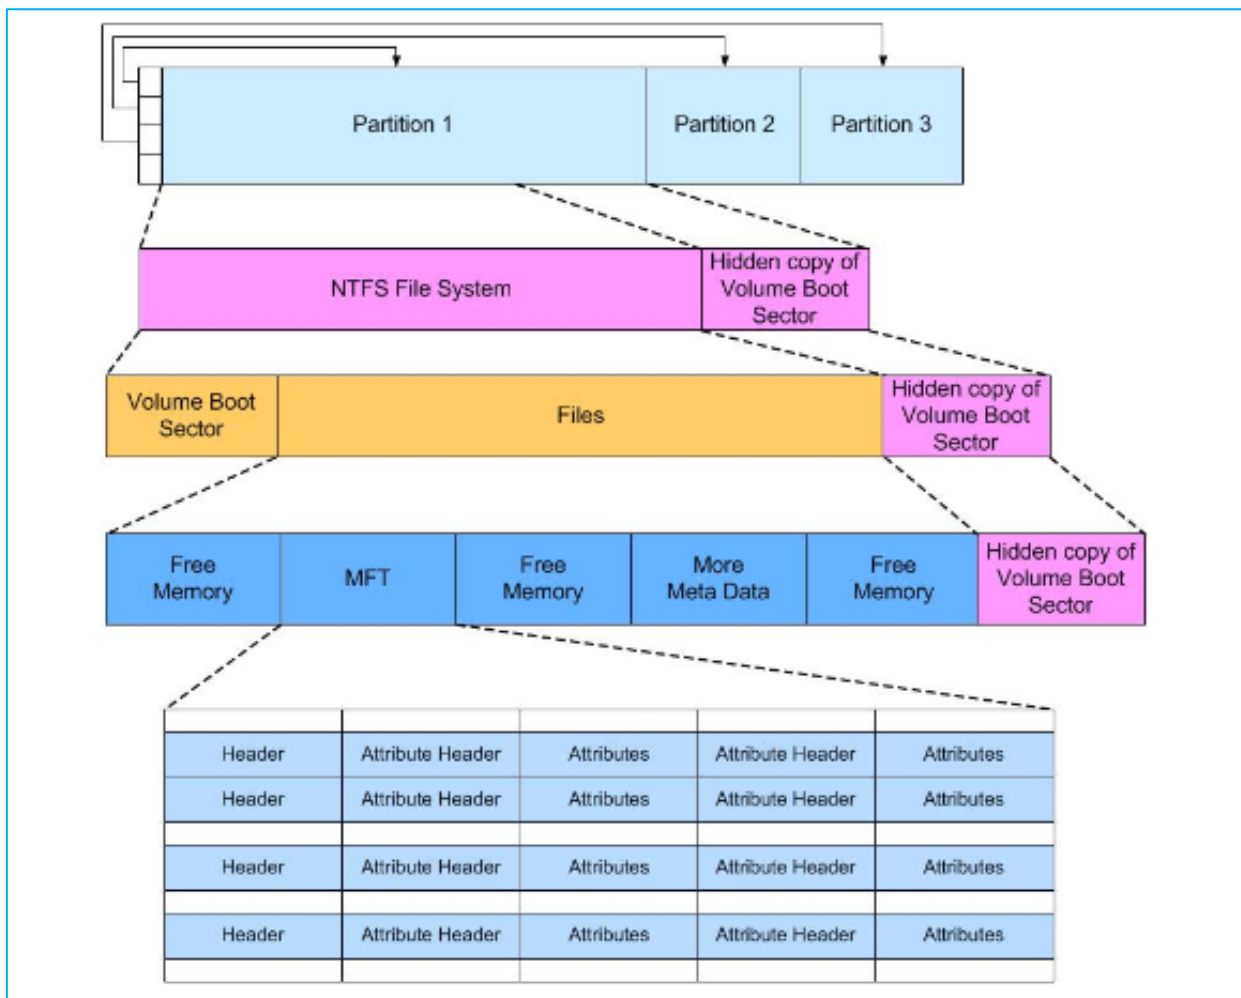 Partition 1
Partition 2
Partition 3
NTFS File System
Hidden copy of
Volume Boot
Sector
Volume Boot
Sector
Files
Hidden copy of
Volume Boot
Sector
Free
Memory
MFT
Free
Memory
More
Meta Data
Free
Memory
Hidden copy of
Volume Boot
Sector
Header Attribute Header Attributes Attribute Header Attributes
Header Attribute Header Attributes Attribute Header Attributes
Header Attribute Header Attributes Attribute Header Attributes
Header Attribute Header Attributes Attribute Header Attributes